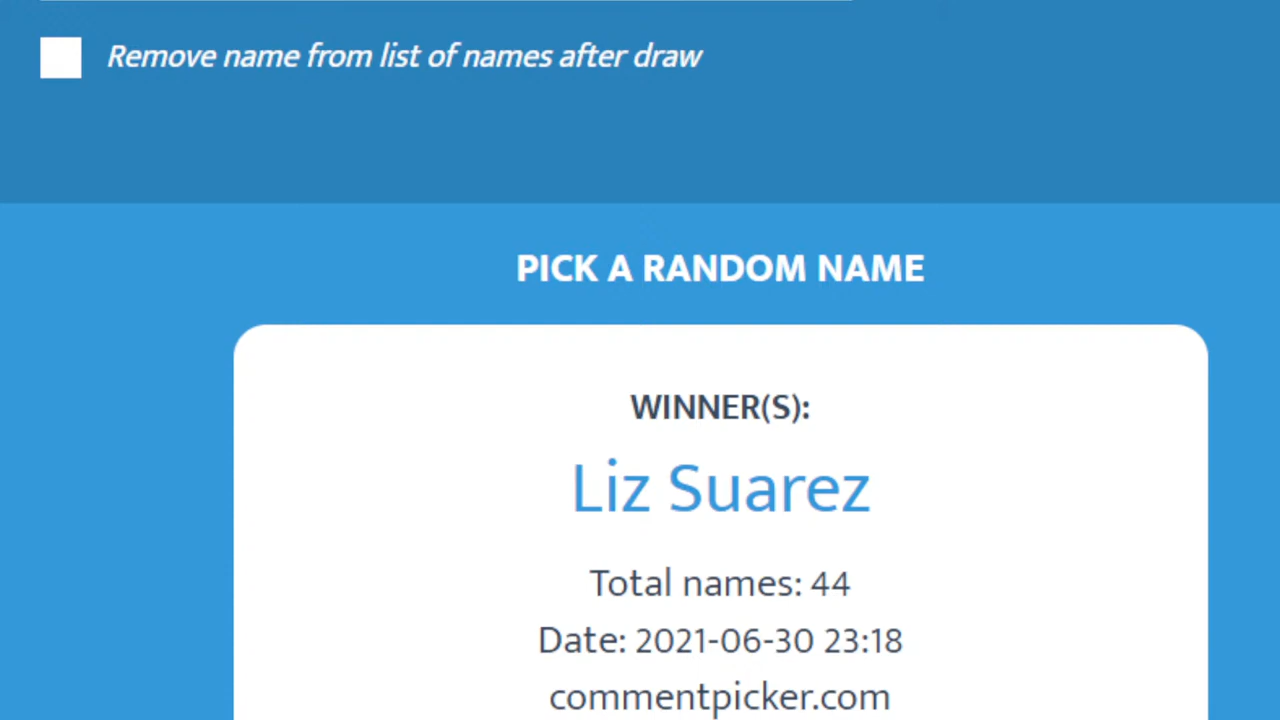 Remove name from list of names after draw
PICK A RANDOM NAME
WINNER(S):
Liz Suarez
Total names: 44
Date: 2021-06-30 23:18
commentpicker.com